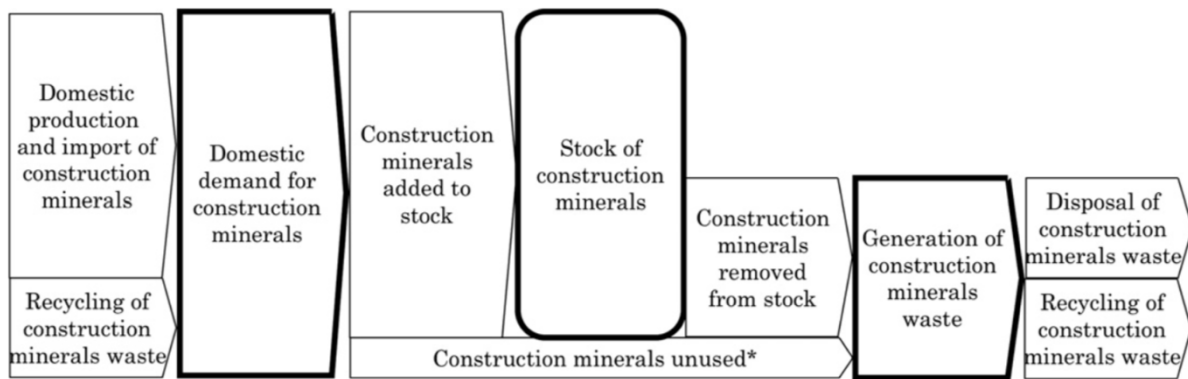 Domestic
production
and import of
construction
minerals
Recycling of
construction
minerals waste
Domestic
demand for
construction
minerals
Construction
minerals
added to
stock
Stock of
construction
minerals
Construction
minerals
removed
from stock
Construction minerals unused*
Generation of
construction
minerals
waste
Disposal of
construction
minerals waste
Recycling of
construction
minerals waste